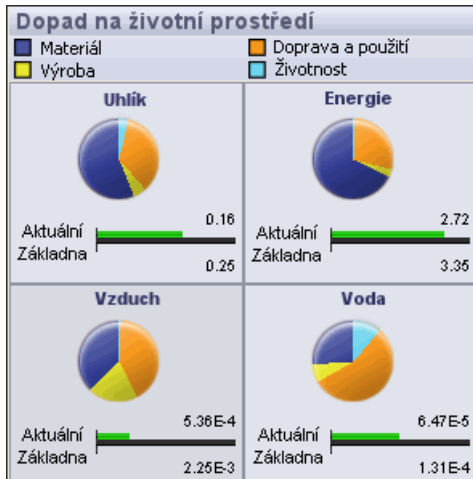 Dopad na životní prostředí
Materiál Doprava a použití
Výroba Životnost
Uhlík Energie
0.16 2.72
Aktuální Aktuální
Základna Základna
0.25 3.35
Vzduch Voda
5.36E-4 6.47E-5
Aktuální Aktuální
Základna Základna
2.25E-3 1.31E-4